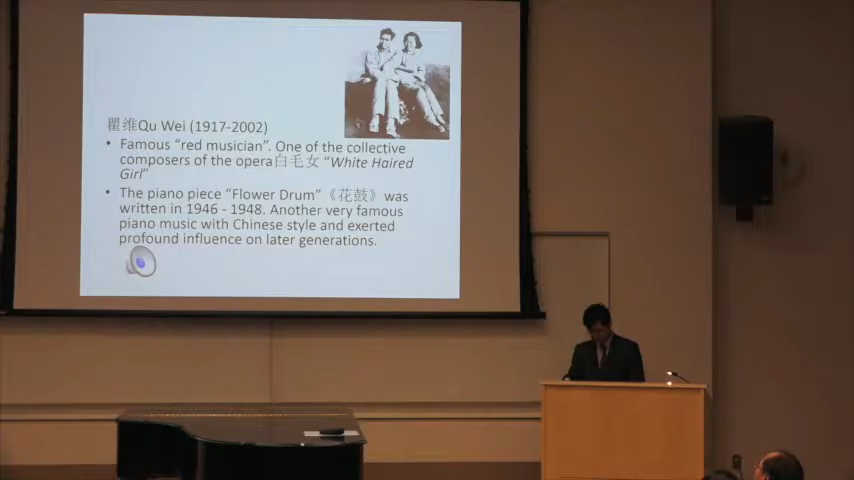 瞿维Qu Wei (1917-2002)
• Famous “red musician”. One of the collective
composers of the opera白毛女 “White Haired
Girl”
• The piano piece “Flower Drum”《花鼓》 was
written in 1946 - 1948. Another very famous
piano music with Chinese style and exerted
profound influence on later generations.